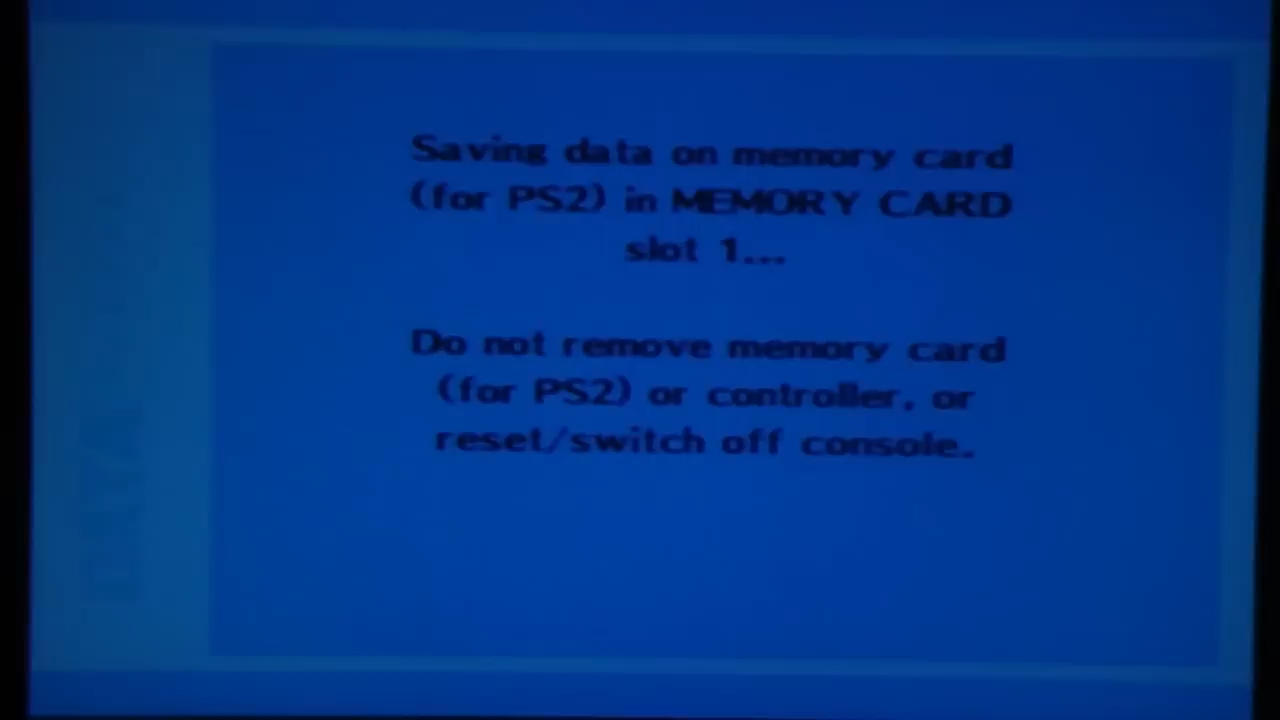 Saving data on memory card
(for PS2) in MEMORY CARD
slot 1...
Do not remove memory card
(for PS2) or controller, or
reset/switch off console.